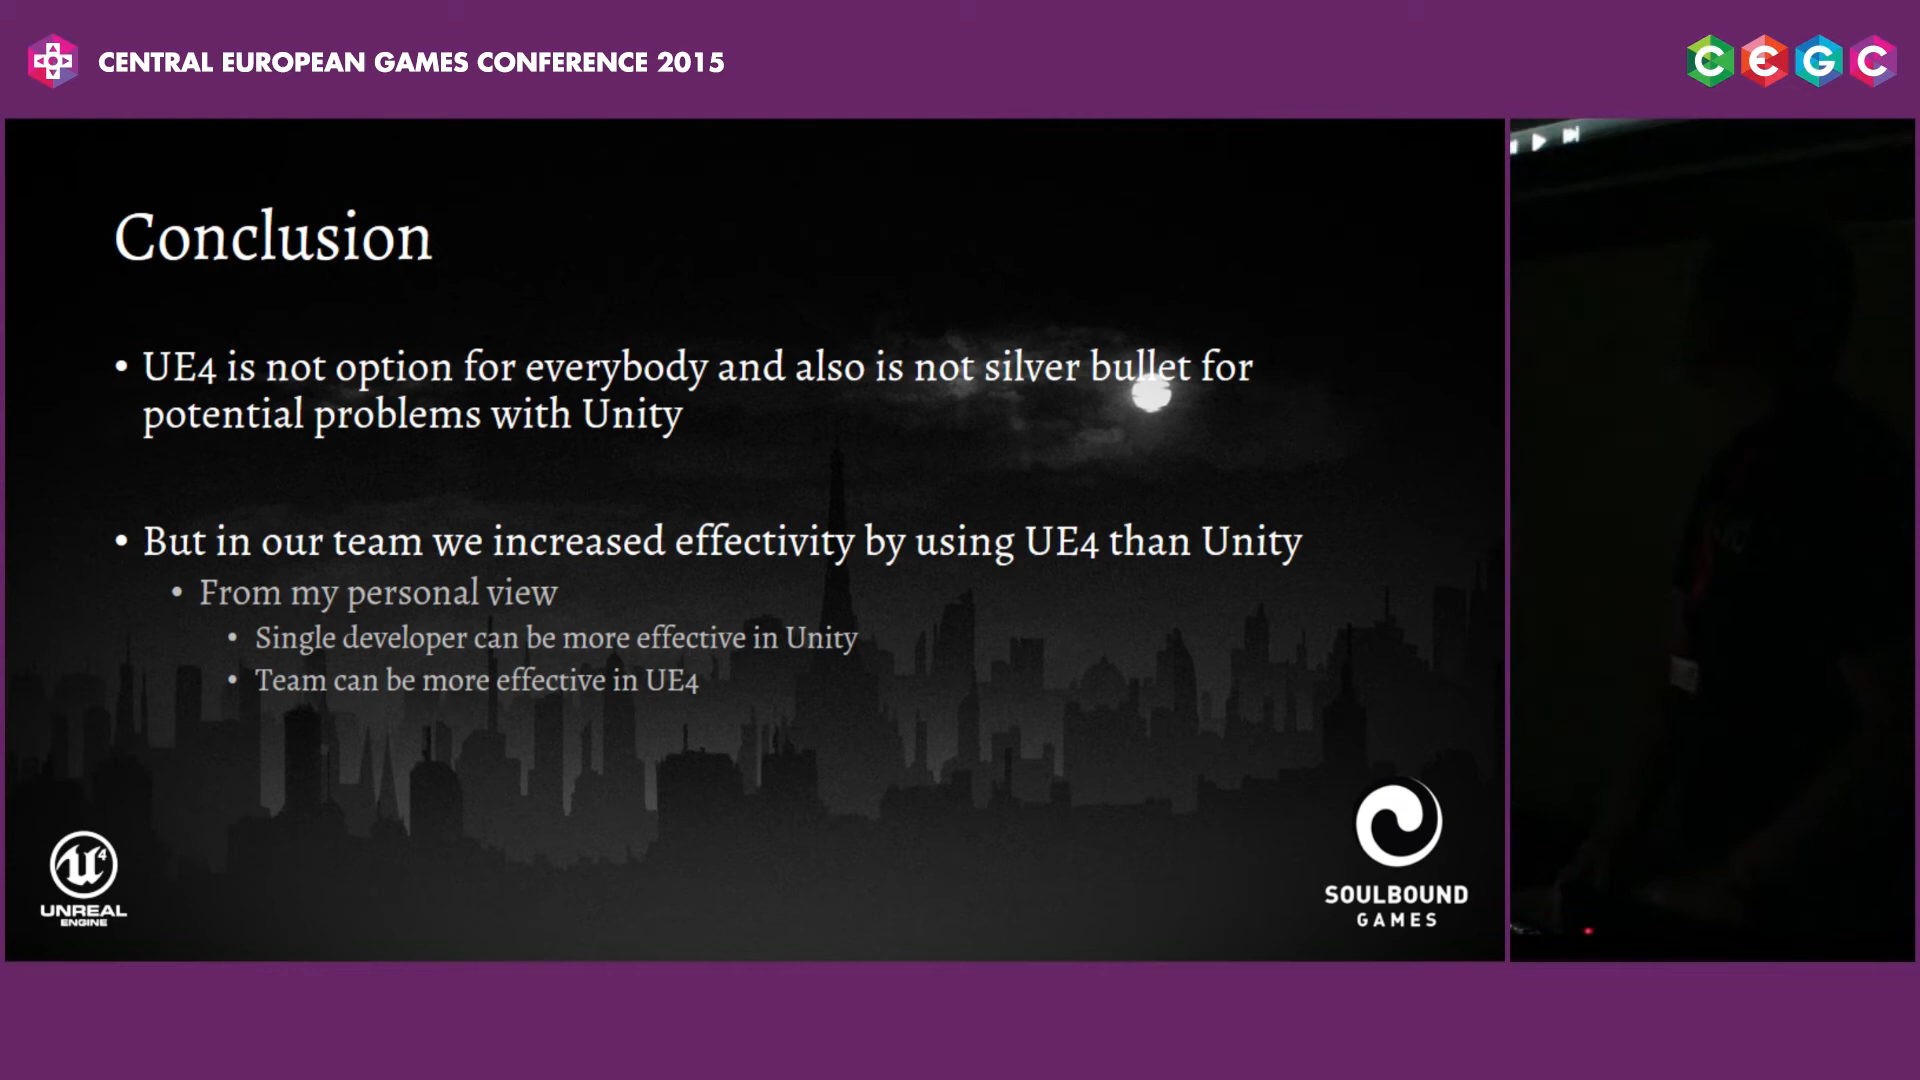 CENTRAL EUROPEAN GAMES CONFERENCE 2015
CEGC
Conclusion
• UE4 is not option for everybody and also is not silver bullet for
potential problems with Unity
• But in our team we increased effectivity by using UE4 than Unity
• From my personal view
• Single developer can be more effective in Unity
• Team can be more effective in UE4
U4
UNREAL
ENGINE
SOULBOUND
GAMES